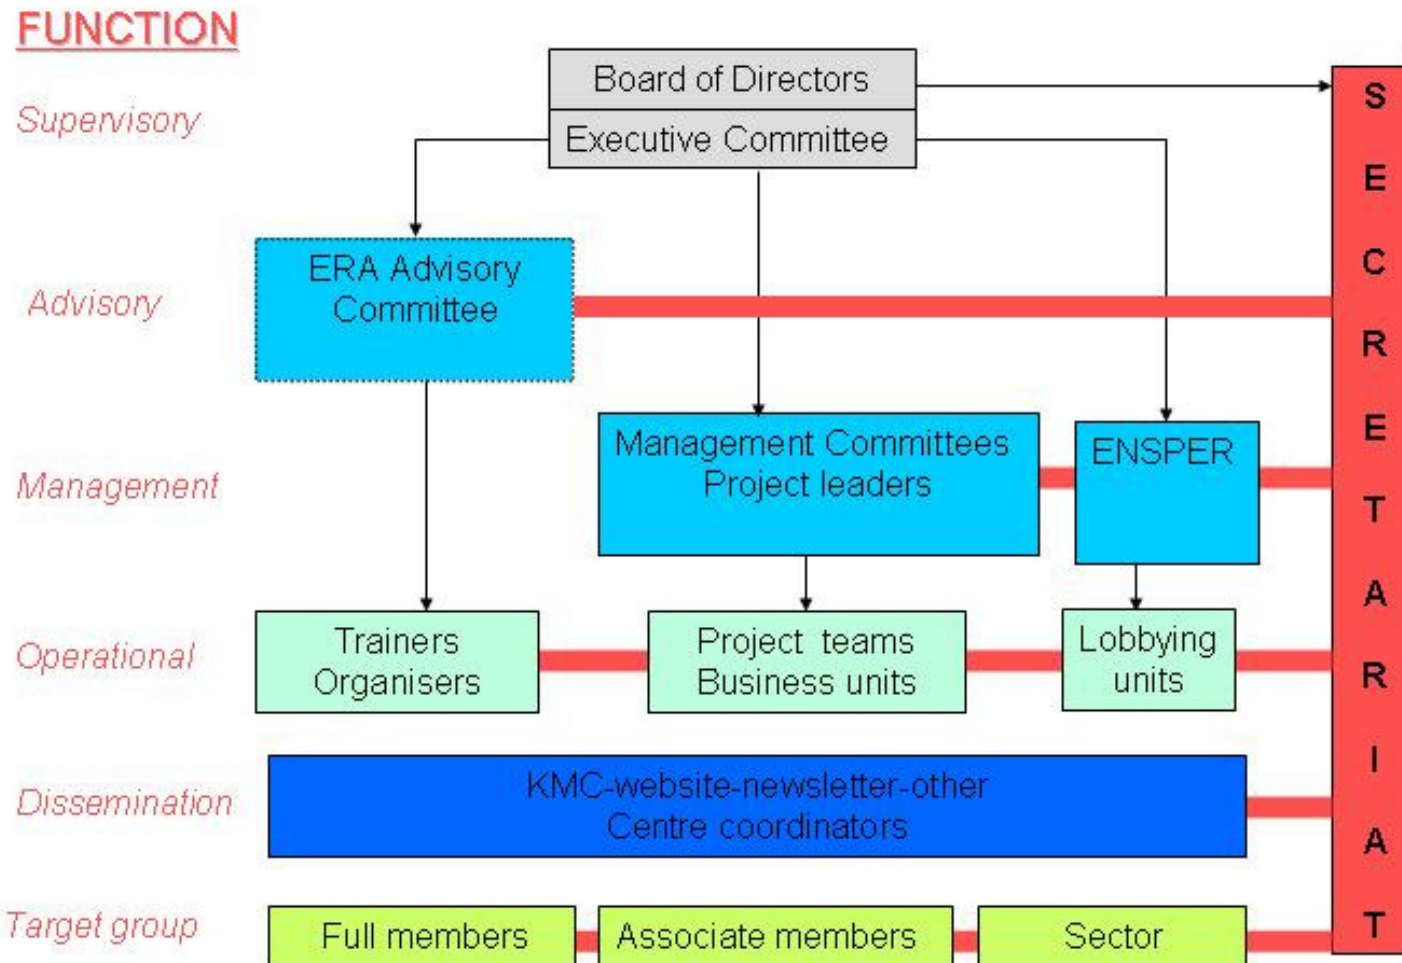 FUNCTION
Supervisory
Board of Directors
Executive Committee
Advisory
ERA Advisory
Committee
Management
Management Committees
Project leaders
ENSPER
Operational
Trainers
Organisers
Project teams
Business units
Lobbying
units
Dissemination
KMC-website-newsletter-other
Centre coordinators
Target group
Full members
Associate members
Sector
SECRETARIAT